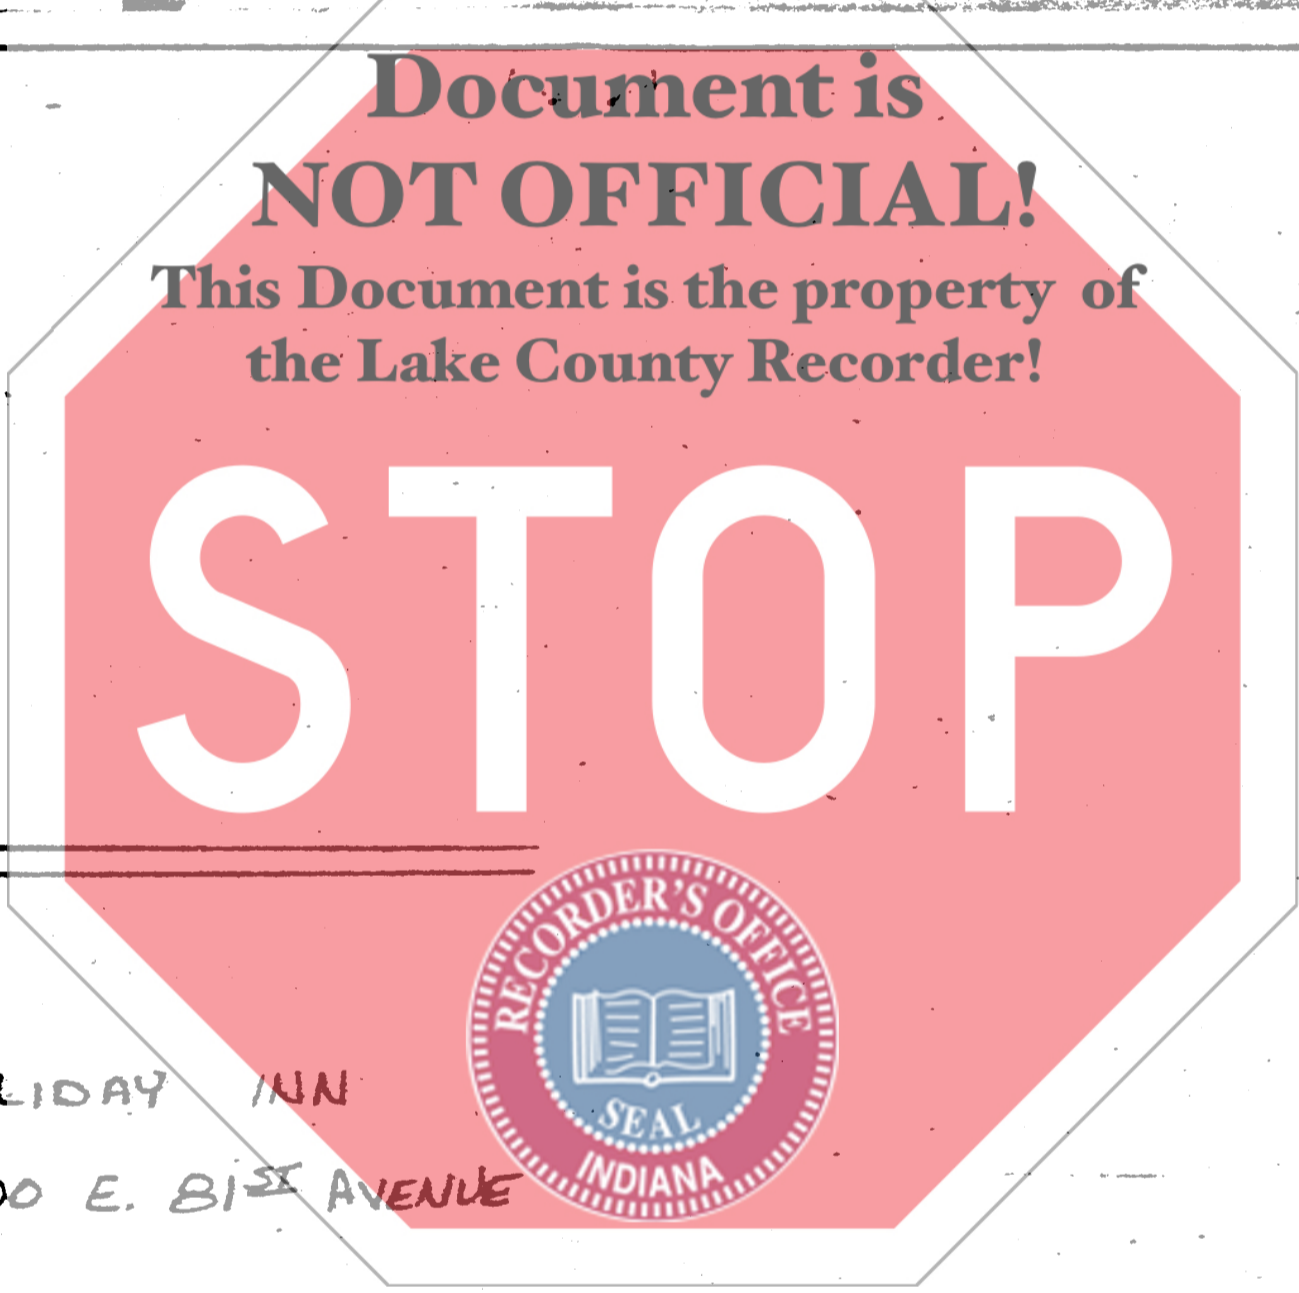 Document is
NOT OFFICIAL!
This Document is the property of
the Lake County Recorder!
STOP
RECORDER'S OFFICE
SEAL
INDIANA
LIDAY INN
00 E. 81ST AVENUE